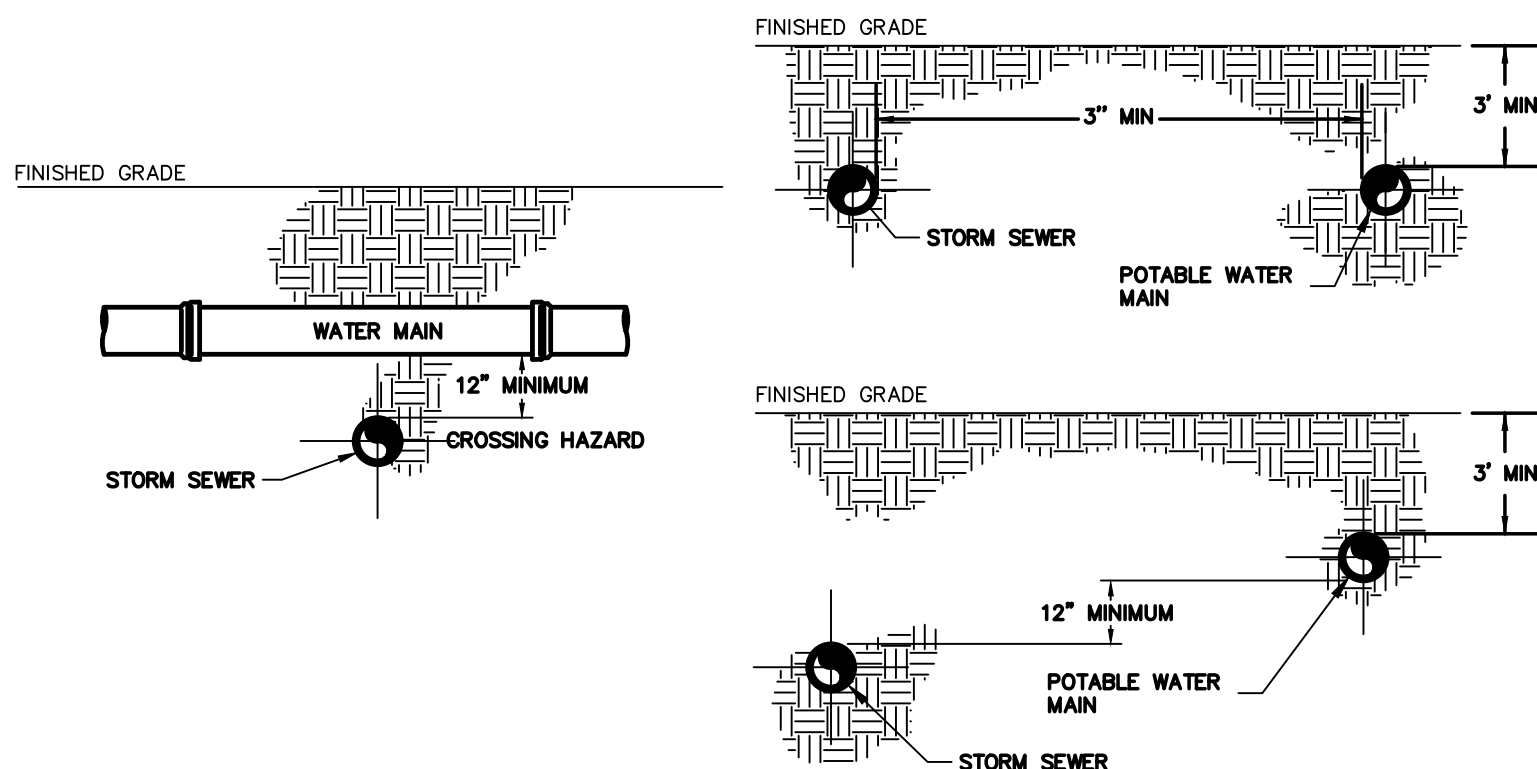 FINISHED GRADE
WATER MAIN
12" MINIMUM
CROSSING HAZARD
STORM SEWER
FINISHED GRADE
3" MIN
3' MIN
STORM SEWER
POTABLE WATER
MAIN
FINISHED GRADE
3' MIN
12" MINIMUM
POTABLE WATER
MAIN
STORM SEWER